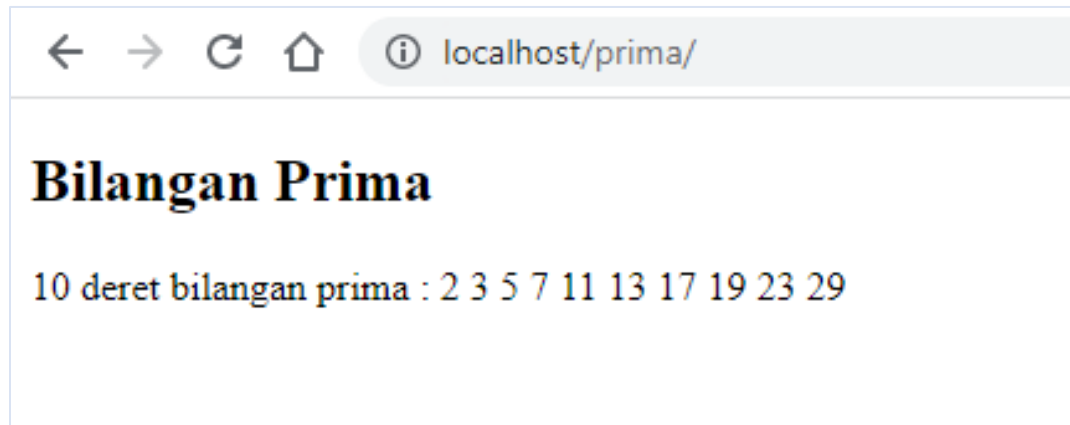 localhost/prima/
Bilangan Prima
10 deret bilangan prima : 2 3 5 7 11 13 17 19 23 29